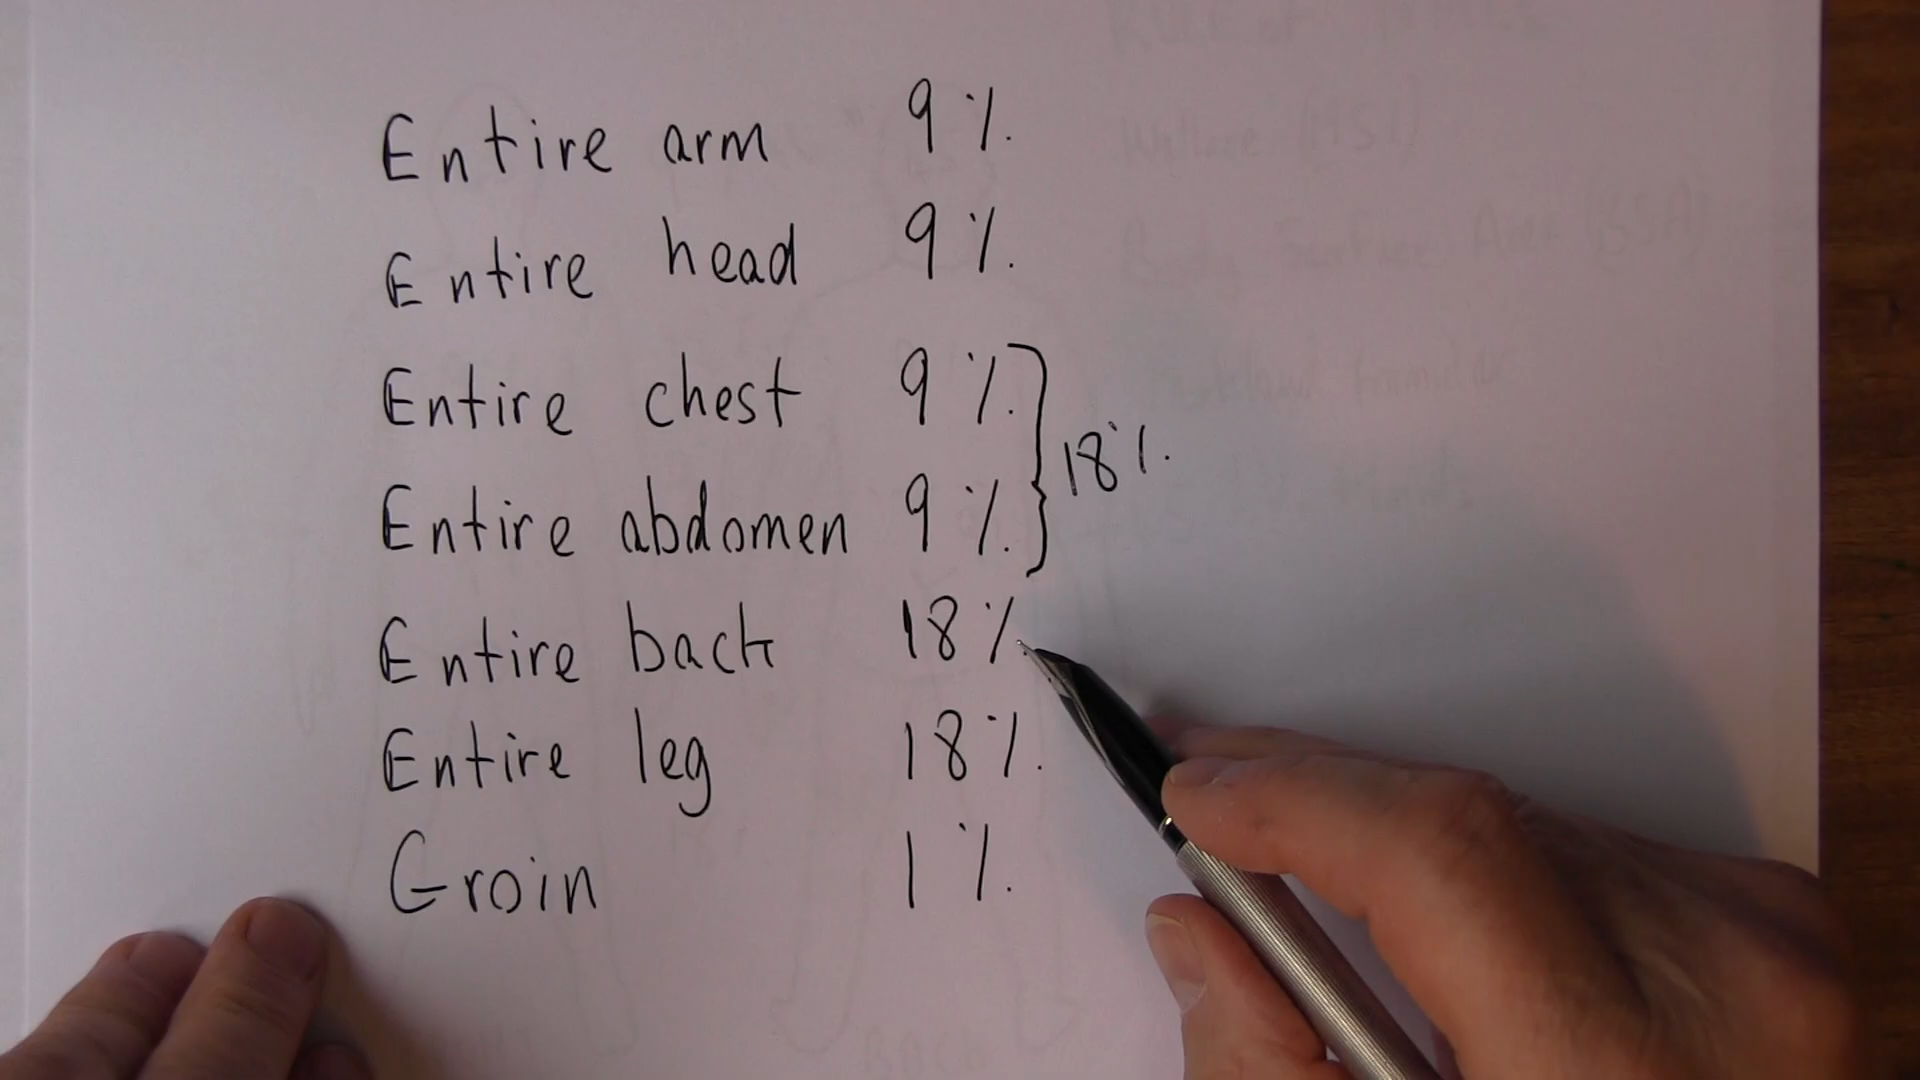 Entire arm 9%
Entire head 9%
Entire chest 9%
Entire abdomen 9%
18%
Entire back 18%
Entire leg 18%
Groin 1%
BACK